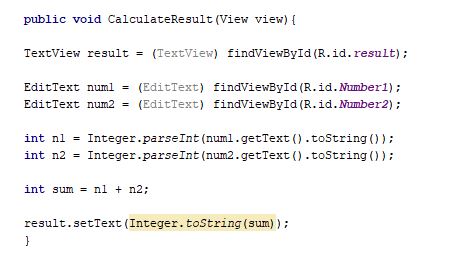 public void CalculateResult(View view){
TextView result = (TextView) findViewById(R.id.result);
EditText num1 = (EditText) findViewById(R.id.Number1);
EditText num2 = (EditText) findViewById(R.id.Number2);
int n1 = Integer.parseInt(num1.getText().toString());
int n2 = Integer.parseInt(num2.getText().toString());
int sum = n1 + n2;
result.setText(Integer.toString(sum));
}